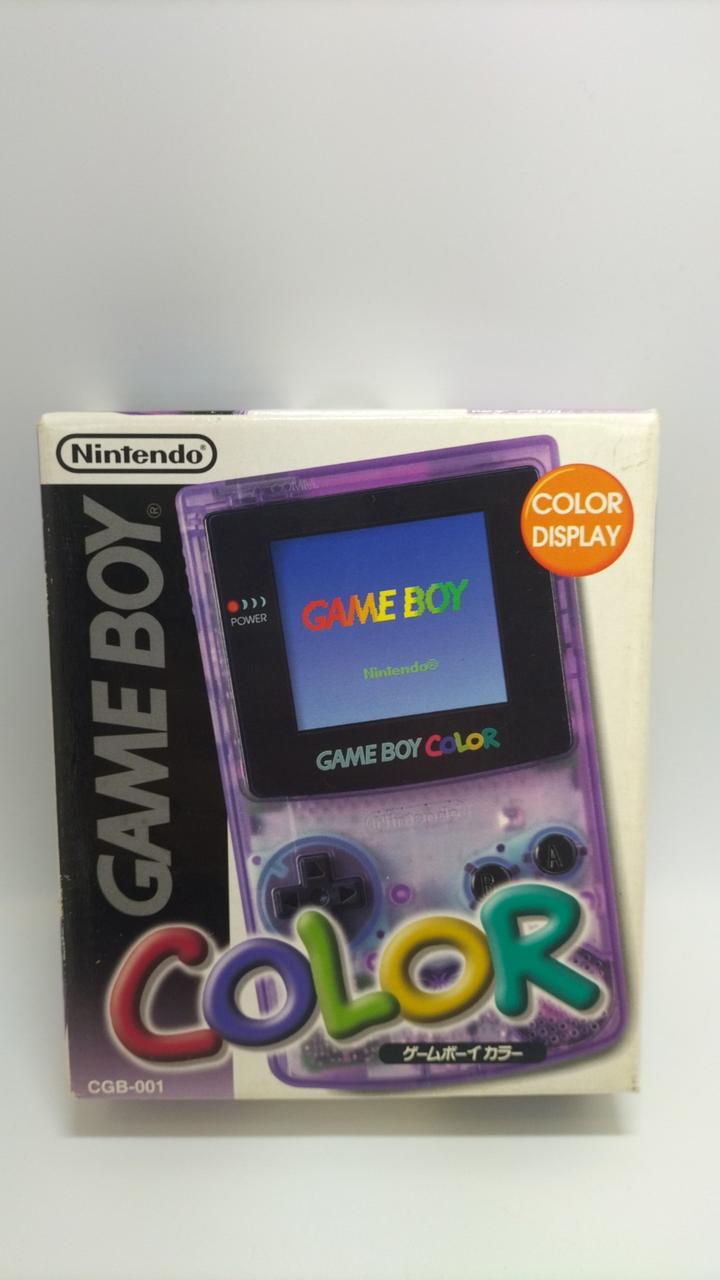 Nintendo®
GAME BOY®
COLOR
DISPLAY
POWER
GAME BOY
Nintendo®
GAME BOY COLOR
Nintendo
B A
COLOR
ゲームボーイ カラー
CGB-001